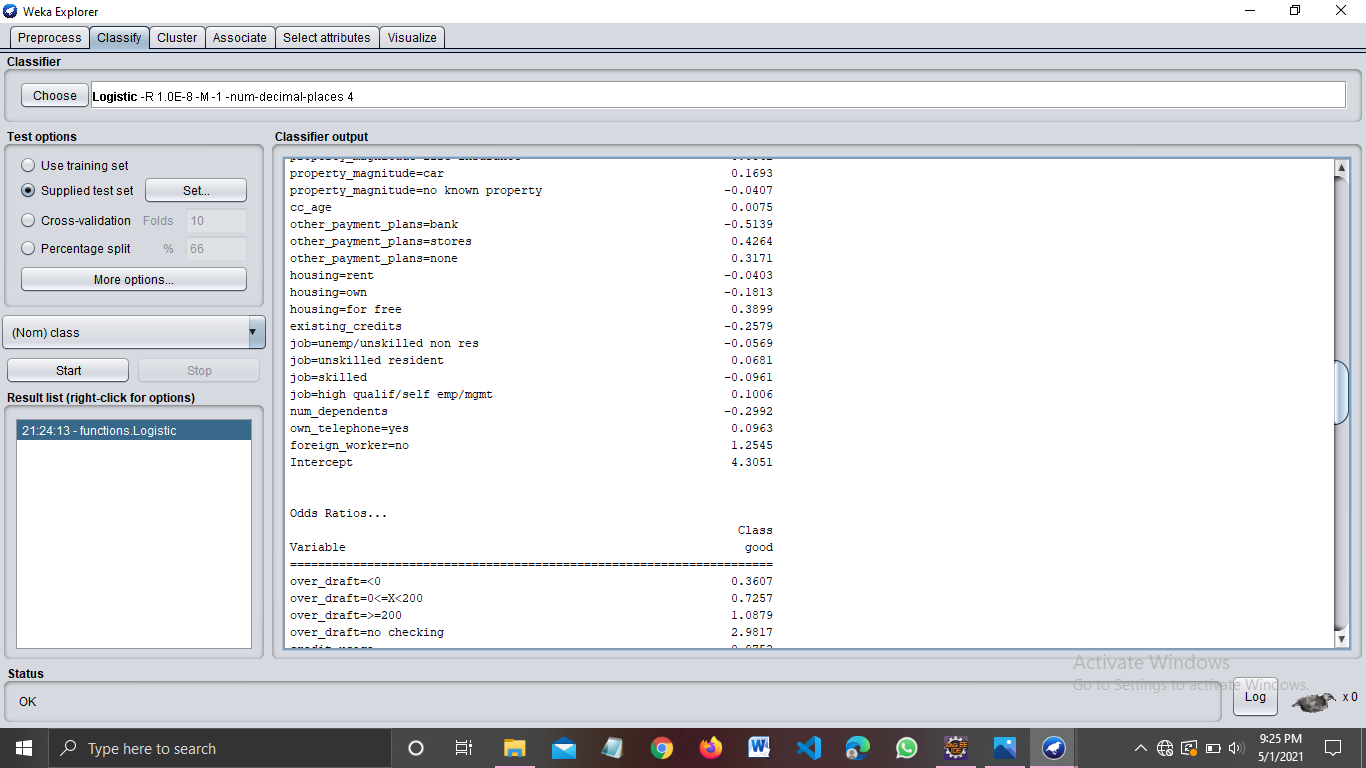 Weka Explorer
Preprocess Classify Cluster Associate Select attributes Visualize
Classifier
Choose Logistic -R 1.0E-8 -M -1 -num-decimal-places 4
Test options
Use training set
Supplied test set Set...
Cross-validation Folds 10
Percentage split % 66
More options...
(Nom) class
Start Stop
Result list (right-click for options)
21:24:13 - functions.Logistic
Classifier output
property_magnitude=car 0.1693
property_magnitude=no known property -0.0407
cc_age 0.0075
other_payment_plans=bank -0.5139
other_payment_plans=stores 0.4264
other_payment_plans=none 0.3171
housing=rent -0.0403
housing=own -0.1813
housing=for free 0.3899
existing_credits -0.2579
job=unemp/unskilled non res -0.0569
job=unskilled resident 0.0681
job=skilled -0.0961
job=high qualif/self emp/mgmt 0.1006
num_dependents -0.2992
own_telephone=yes 0.0963
foreign_worker=no 1.2545
Intercept 4.3051
Odds Ratios...
Class
Variable good
=====================================================================
over_draft=<0 0.3607
over_draft=0<=X<200 0.7257
over_draft=>=200 1.0879
over_draft=no checking 2.9817
Activate Windows
Go to Settings to activate Windows.
Status
OK
Log x 0
Type here to search
9:25 PM
5/1/2021